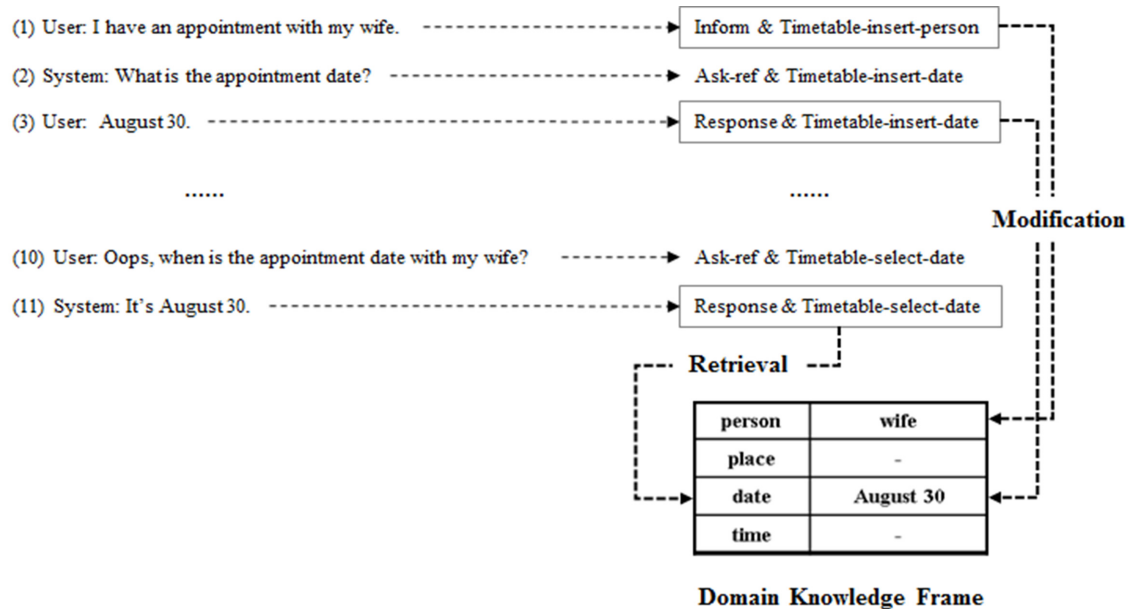 (1) User: I have an appointment with my wife. Inform & Timetable-insert-person
(2) System: What is the appointment date? Ask-ref & Timetable-insert-date
(3) User: August 30. Response & Timetable-insert-date
...... ......
Modification
(10) User: Oops, when is the appointment date with my wife? Ask-ref & Timetable-select-date
(11) System: It's August 30. Response & Timetable-select-date
Retrieval
person wife
place -
date August 30
time -
Domain Knowledge Frame